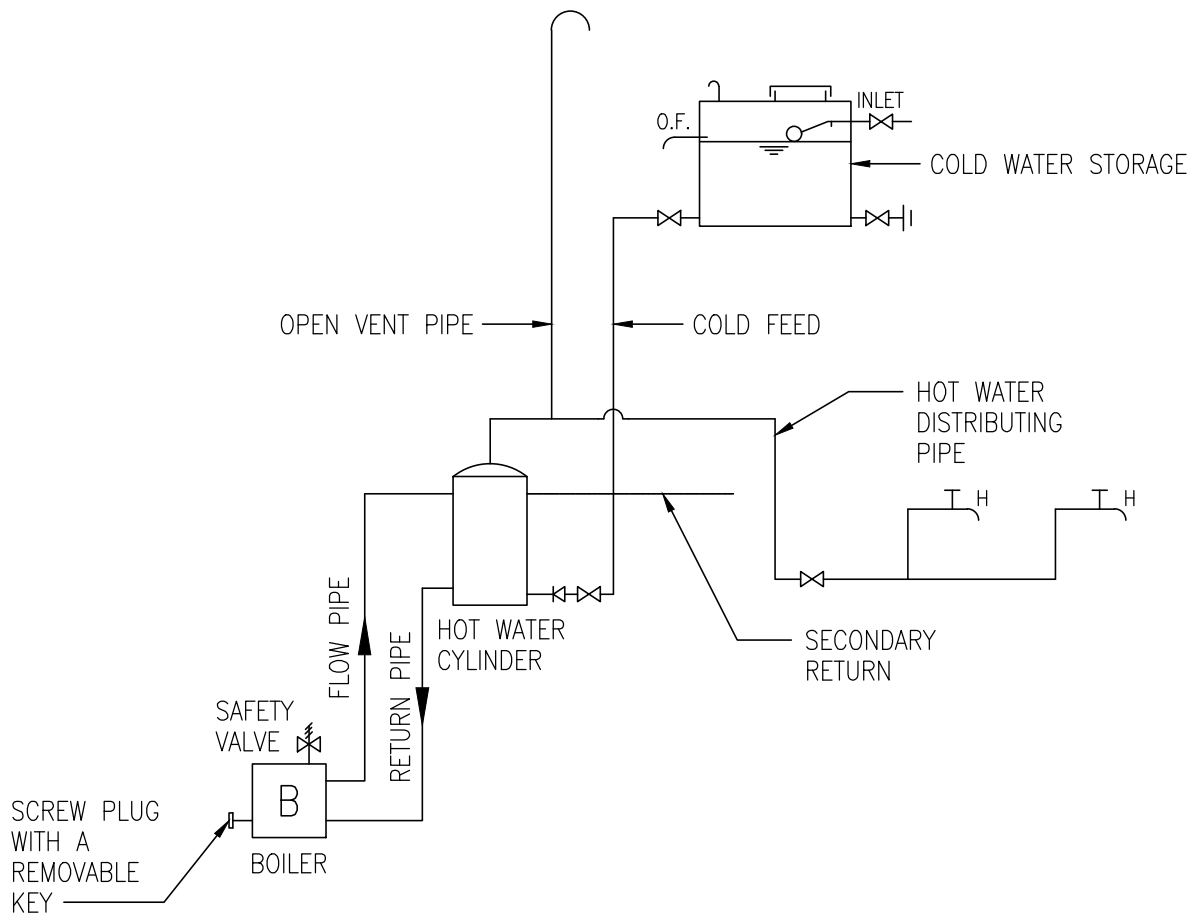 INLET
O.F.
COLD WATER STORAGE
OPEN VENT PIPE
COLD FEED
HOT WATER
DISTRIBUTING
PIPE
H
H
FLOW PIPE
RETURN PIPE
HOT WATER
CYLINDER
SECONDARY
RETURN
SAFETY
VALVE
B
BOILER
SCREW PLUG
WITH A
REMOVABLE
KEY